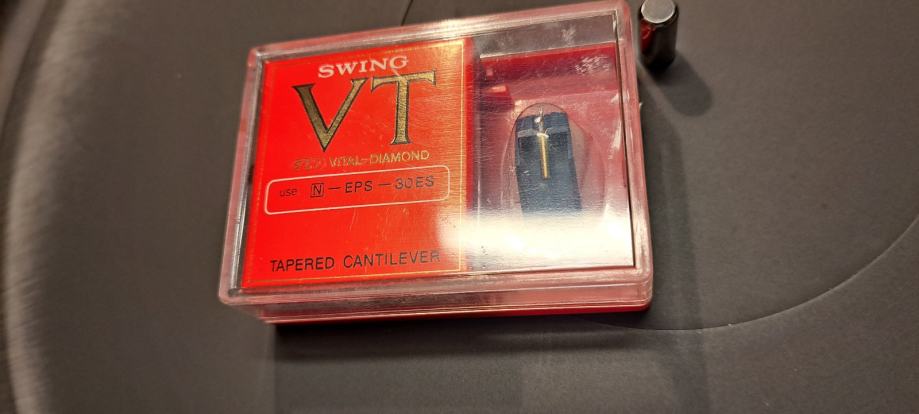 SWING
VT
VITAL-DIAMOND
use N - EPS - 30ES
TAPERED CANTILEVER